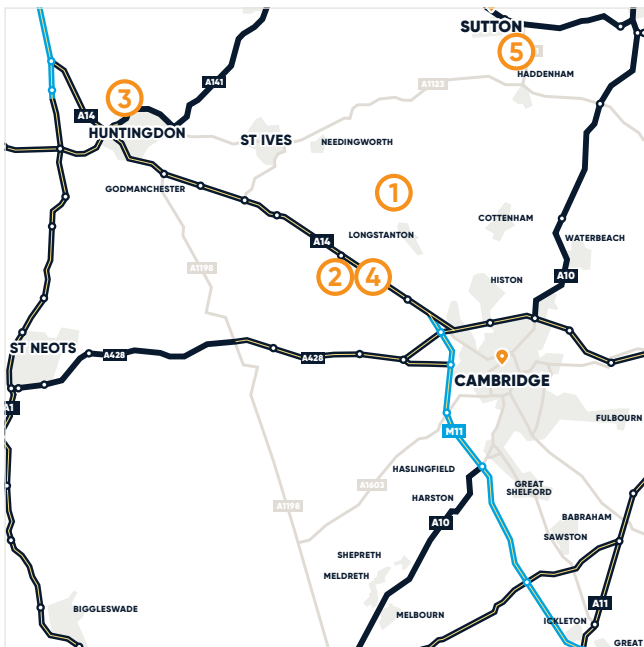 SUTTON
5
HADDENHAM
A141
A1123
3
A14
HUNTINGDON
ST IVES
NEEDINGWORTH
GODMANCHESTER
1
COTTENHAM
LONGSTANTON
A14
WATERBEACH
A1198
2
4
A10
HISTON
ST NEOTS
A428
A428
CAMBRIDGE
FULBOURN
M11
HASLINGFIELD
A1603
GREAT
SHELFORD
HARSTON
A1198
A10
BABRAHAM
SAWSTON
SHEPRETH
MELDRETH
A11
BIGGLESWADE
MELBOURN
ICKLETON
GREAT